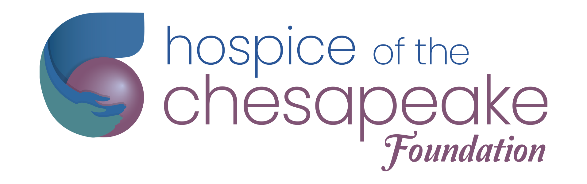 hospice of the
chesapeake
Foundation